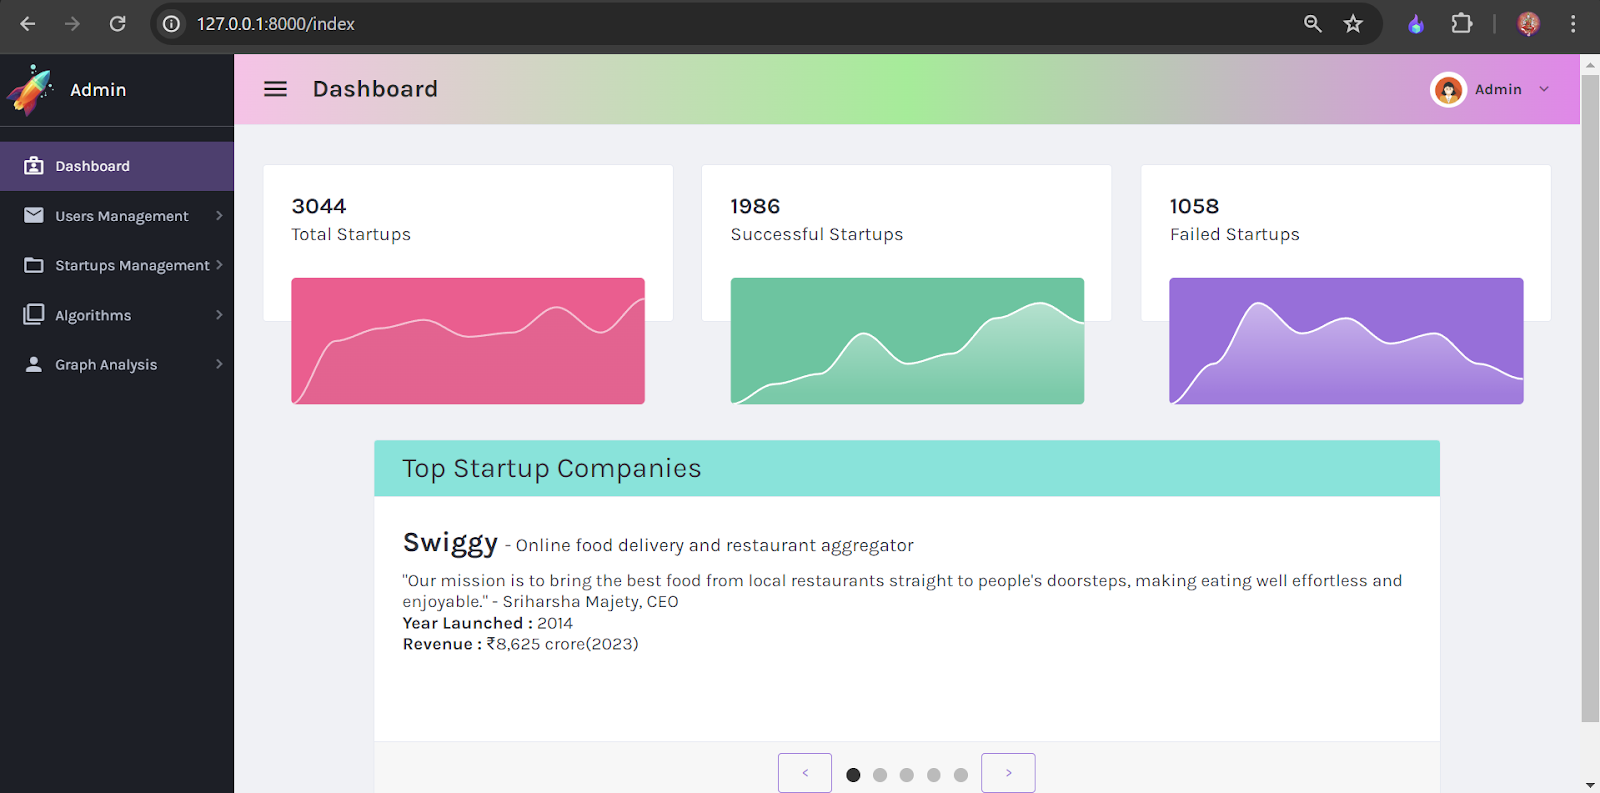 127.0.0.1:8000/index
Admin
Dashboard
Admin
Dashboard
Users Management
Startups Management
Algorithms
Graph Analysis
3044
Total Startups
1986
Successful Startups
1058
Failed Startups
Top Startup Companies
Swiggy - Online food delivery and restaurant aggregator
"Our mission is to bring the best food from local restaurants straight to people's doorsteps, making eating well effortless and
enjoyable." - Sriharsha Majety, CEO
Year Launched : 2014
Revenue : ₹8,625 crore(2023)
< >